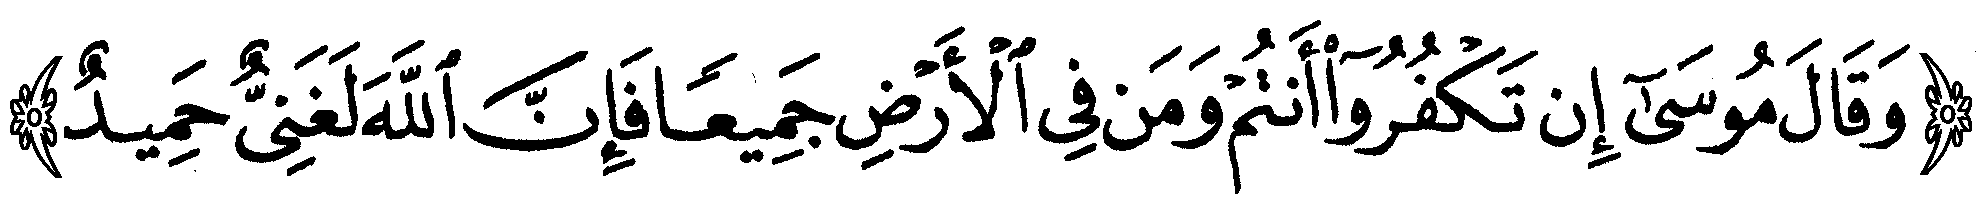 ﴿وَقَالَ مُوسَىٰٓ إِن تَكْفُرُوٓا۟ أَنتُمْ وَمَن فِى ٱلْأَرْضِ جَمِيعًا فَإِنَّ ٱللَّهَ لَغَنِىٌّ حَمِيدٌ﴾